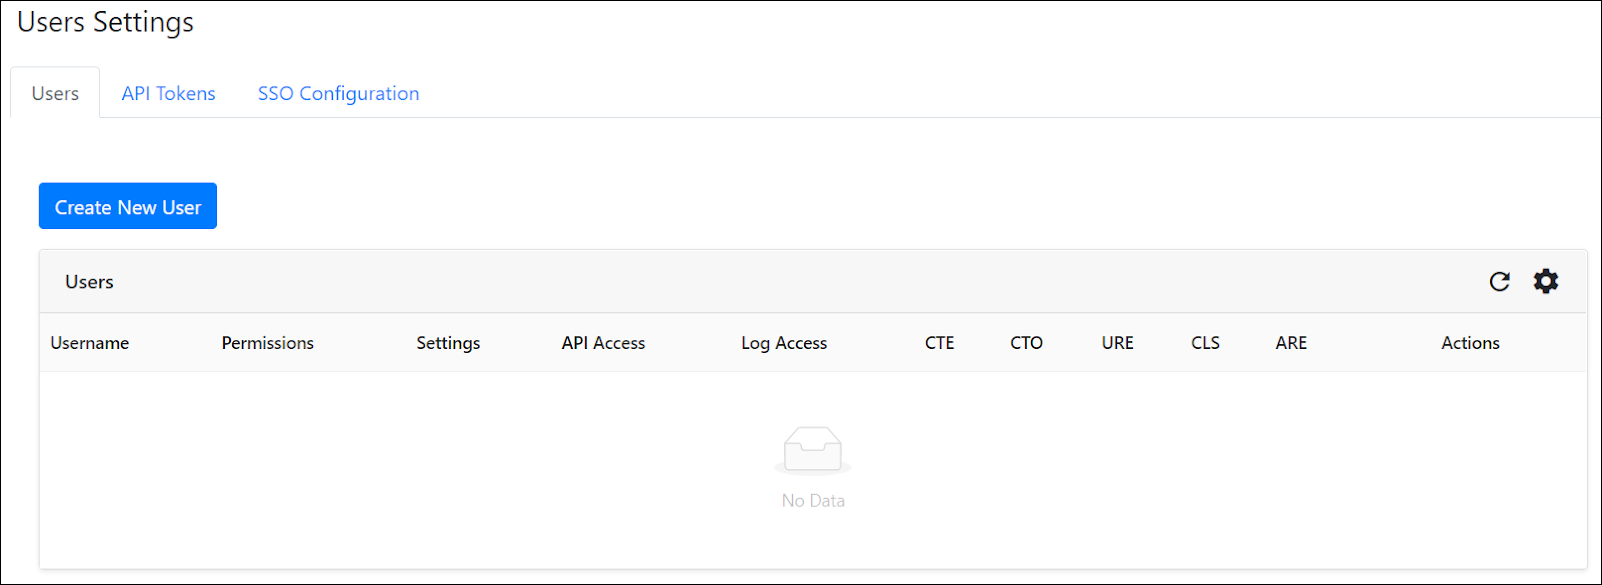 Users Settings
Users API Tokens SSO Configuration
Create New User
Users
Username Permissions Settings API Access Log Access CTE CTO URE CLS ARE Actions
No Data